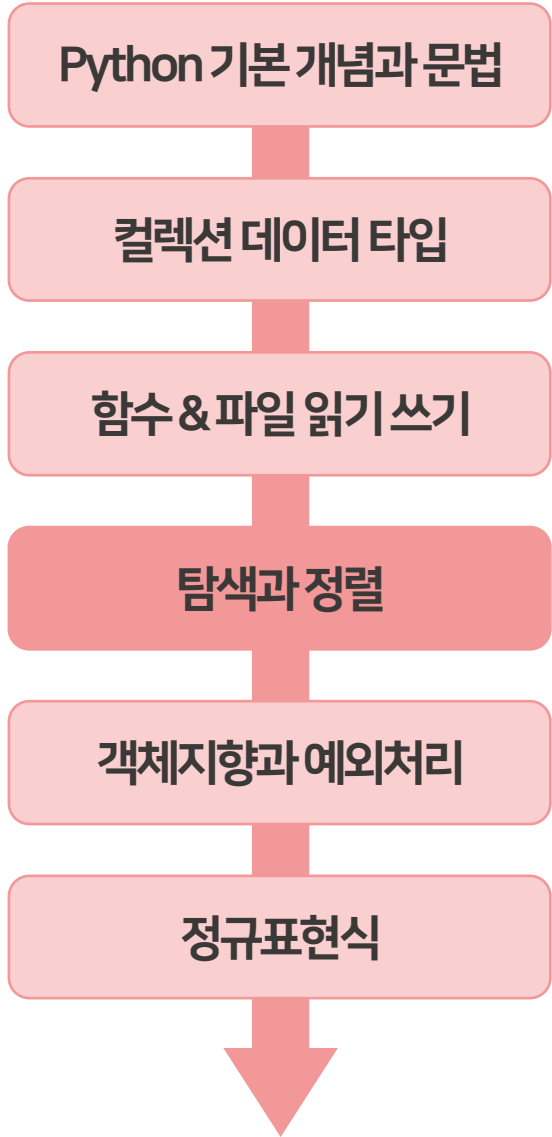 Python 기본 개념과 문법
컬렉션 데이터 타입
함수 & 파일 읽기 쓰기
탐색과 정렬
객체지향과 예외처리
정규표현식